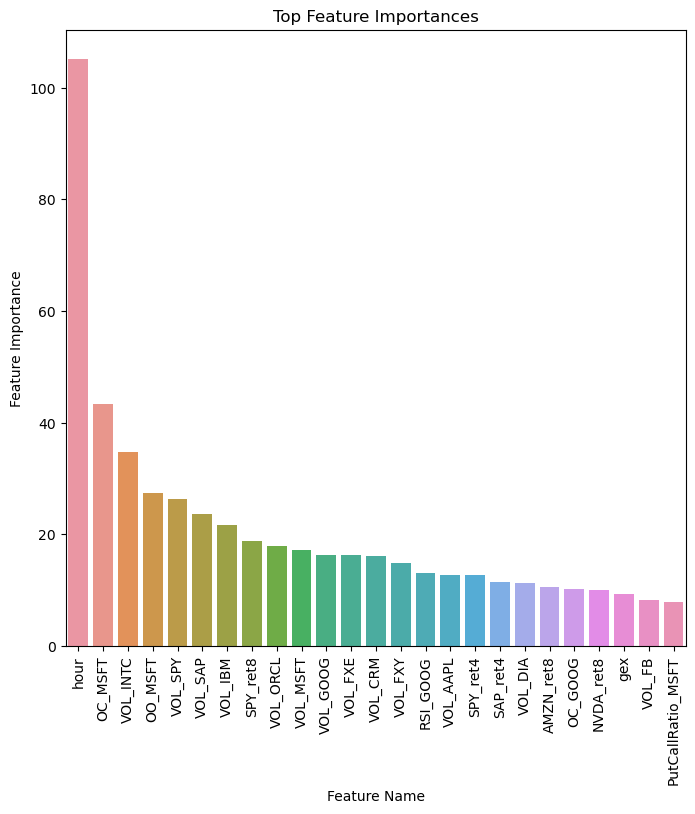 Top Feature Importances
Feature Importance
100
80
60
40
20
0
hour
OC_MSFT
VOL_INTC
OO_MSFT
VOL_SPY
VOL_SAP
VOL_IBM
SPY_ret8
VOL_ORCL
VOL_MSFT
VOL_GOOG
VOL_FXE
VOL_CRM
VOL_FXY
RSI_GOOG
VOL_AAPL
SPY_ret4
SAP_ret4
VOL_DIA
AMZN_ret8
OC_GOOG
NVDA_ret8
gex
VOL_FB
PutCallRatio_MSFT
Feature Name